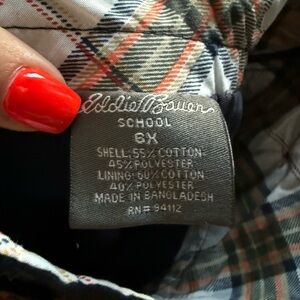 Eddie Bauer
SCHOOL
6X
SHELL: 55% COTTON
45% POLYESTER
LINING: 60% COTTON
40% POLYESTER
MADE IN BANGLADESH
RN# 94112